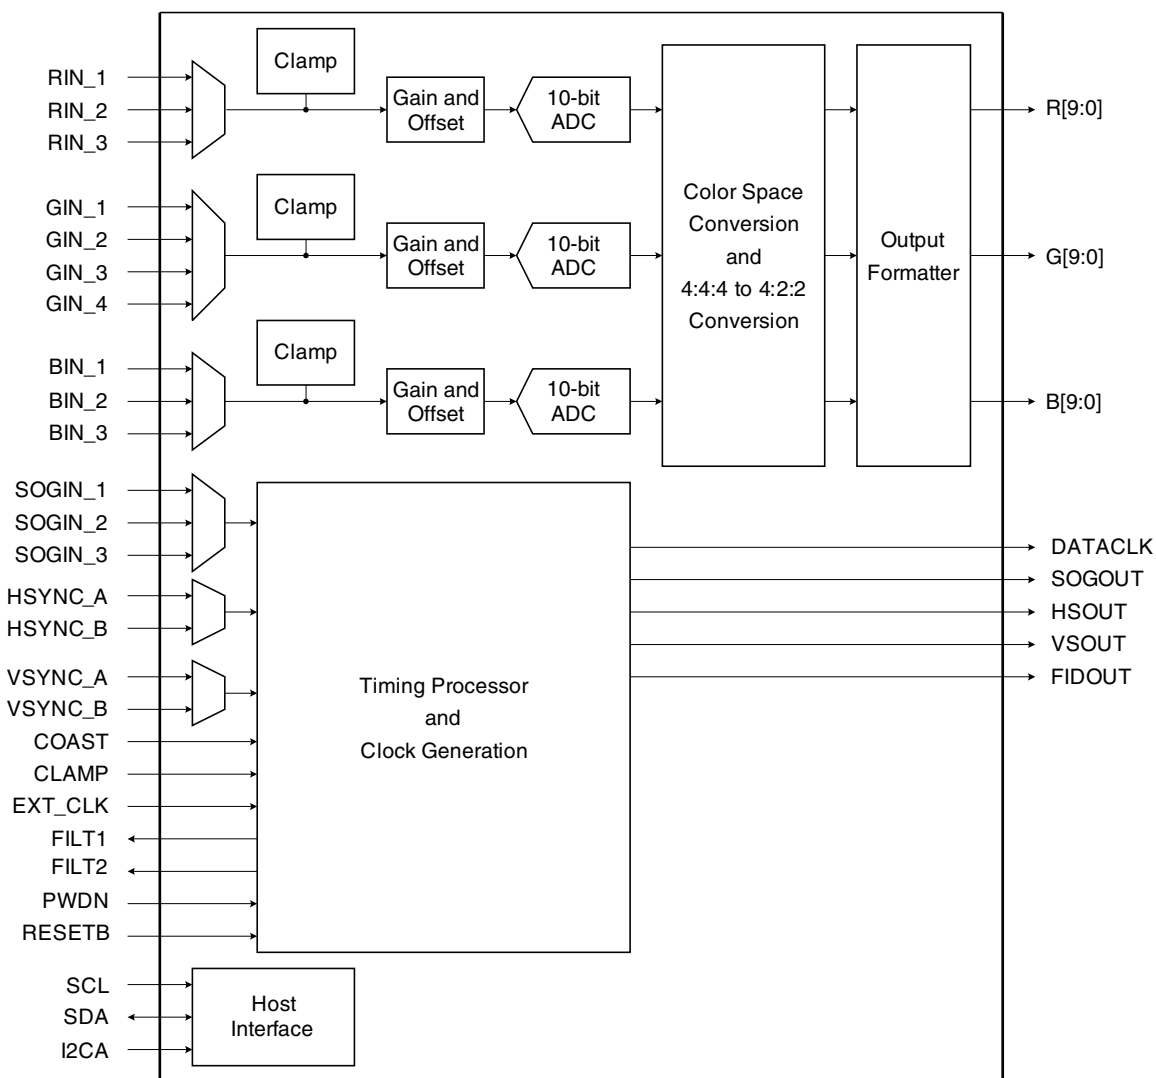 RIN_1
RIN_2
RIN_3
Clamp
Gain and
Offset
10-bit
ADC
GIN_1
GIN_2
GIN_3
GIN_4
Clamp
Gain and
Offset
10-bit
ADC
BIN_1
BIN_2
BIN_3
Clamp
Gain and
Offset
10-bit
ADC
Color Space
Conversion
and
4:4:4 to 4:2:2
Conversion
Output
Formatter
R[9:0]
G[9:0]
B[9:0]
SOGIN_1
SOGIN_2
SOGIN_3
HSYNC_A
HSYNC_B
VSYNC_A
VSYNC_B
COAST
CLAMP
EXT_CLK
FILT1
FILT2
PWDN
RESETB
Timing Processor
and
Clock Generation
DATACLK
SOGOUT
HSOUT
VSOUT
FIDOUT
SCL
SDA
I2CA
Host
Interface